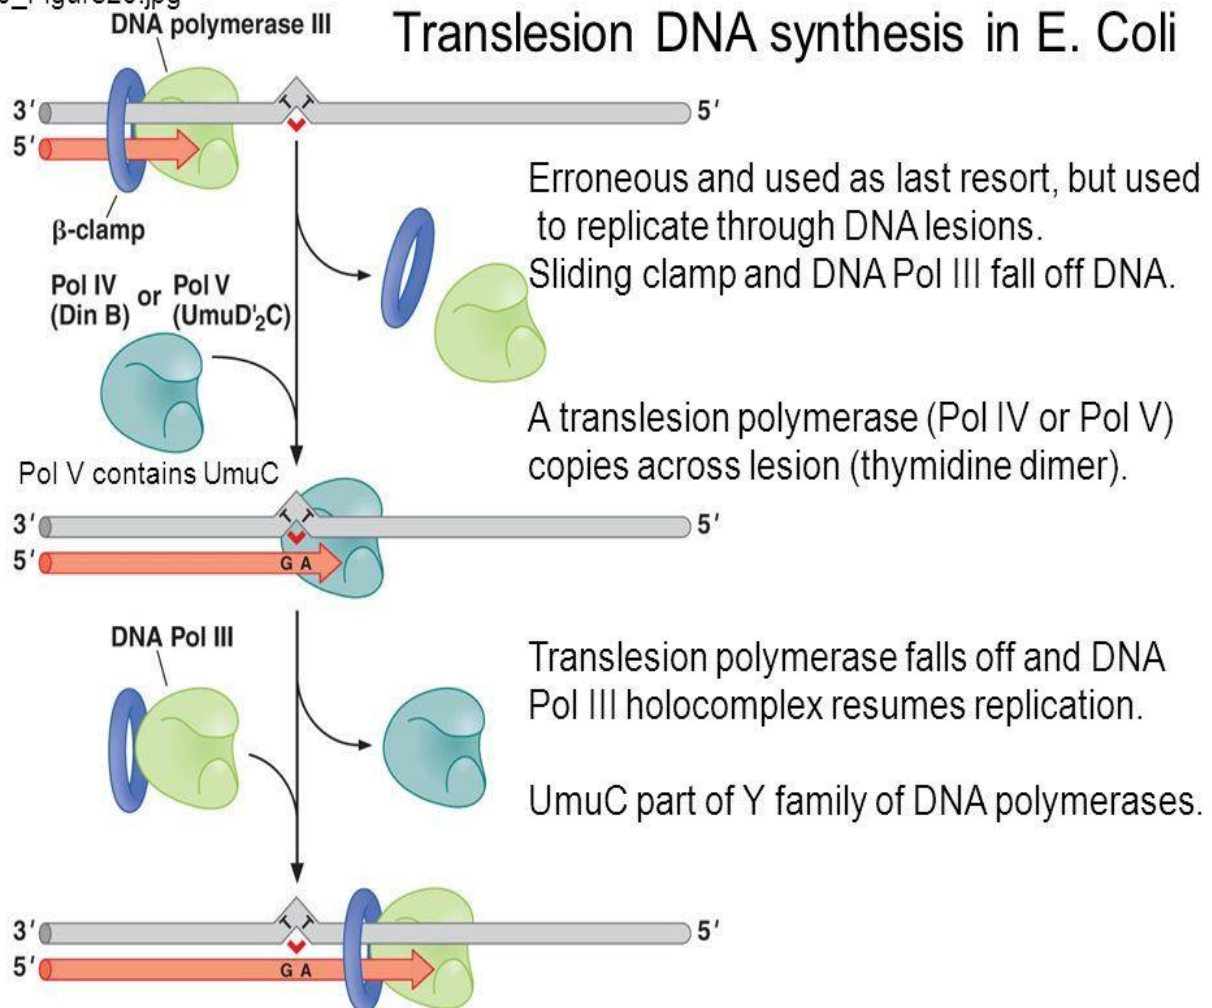 DNA polymerase III
Translesion DNA synthesis in E. Coli
3′
5′
5′
T T
β-clamp
Erroneous and used as last resort, but used
to replicate through DNA lesions.
Sliding clamp and DNA Pol III fall off DNA.
Pol IV or Pol V
(Din B) (UmuD′₂C)
A translesion polymerase (Pol IV or Pol V)
copies across lesion (thymidine dimer).
Pol V contains UmuC
3′
5′
T T
5′
G A
DNA Pol III
Translesion polymerase falls off and DNA
Pol III holocomplex resumes replication.
UmuC part of Y family of DNA polymerases.
3′
5′
T T
5′
G A